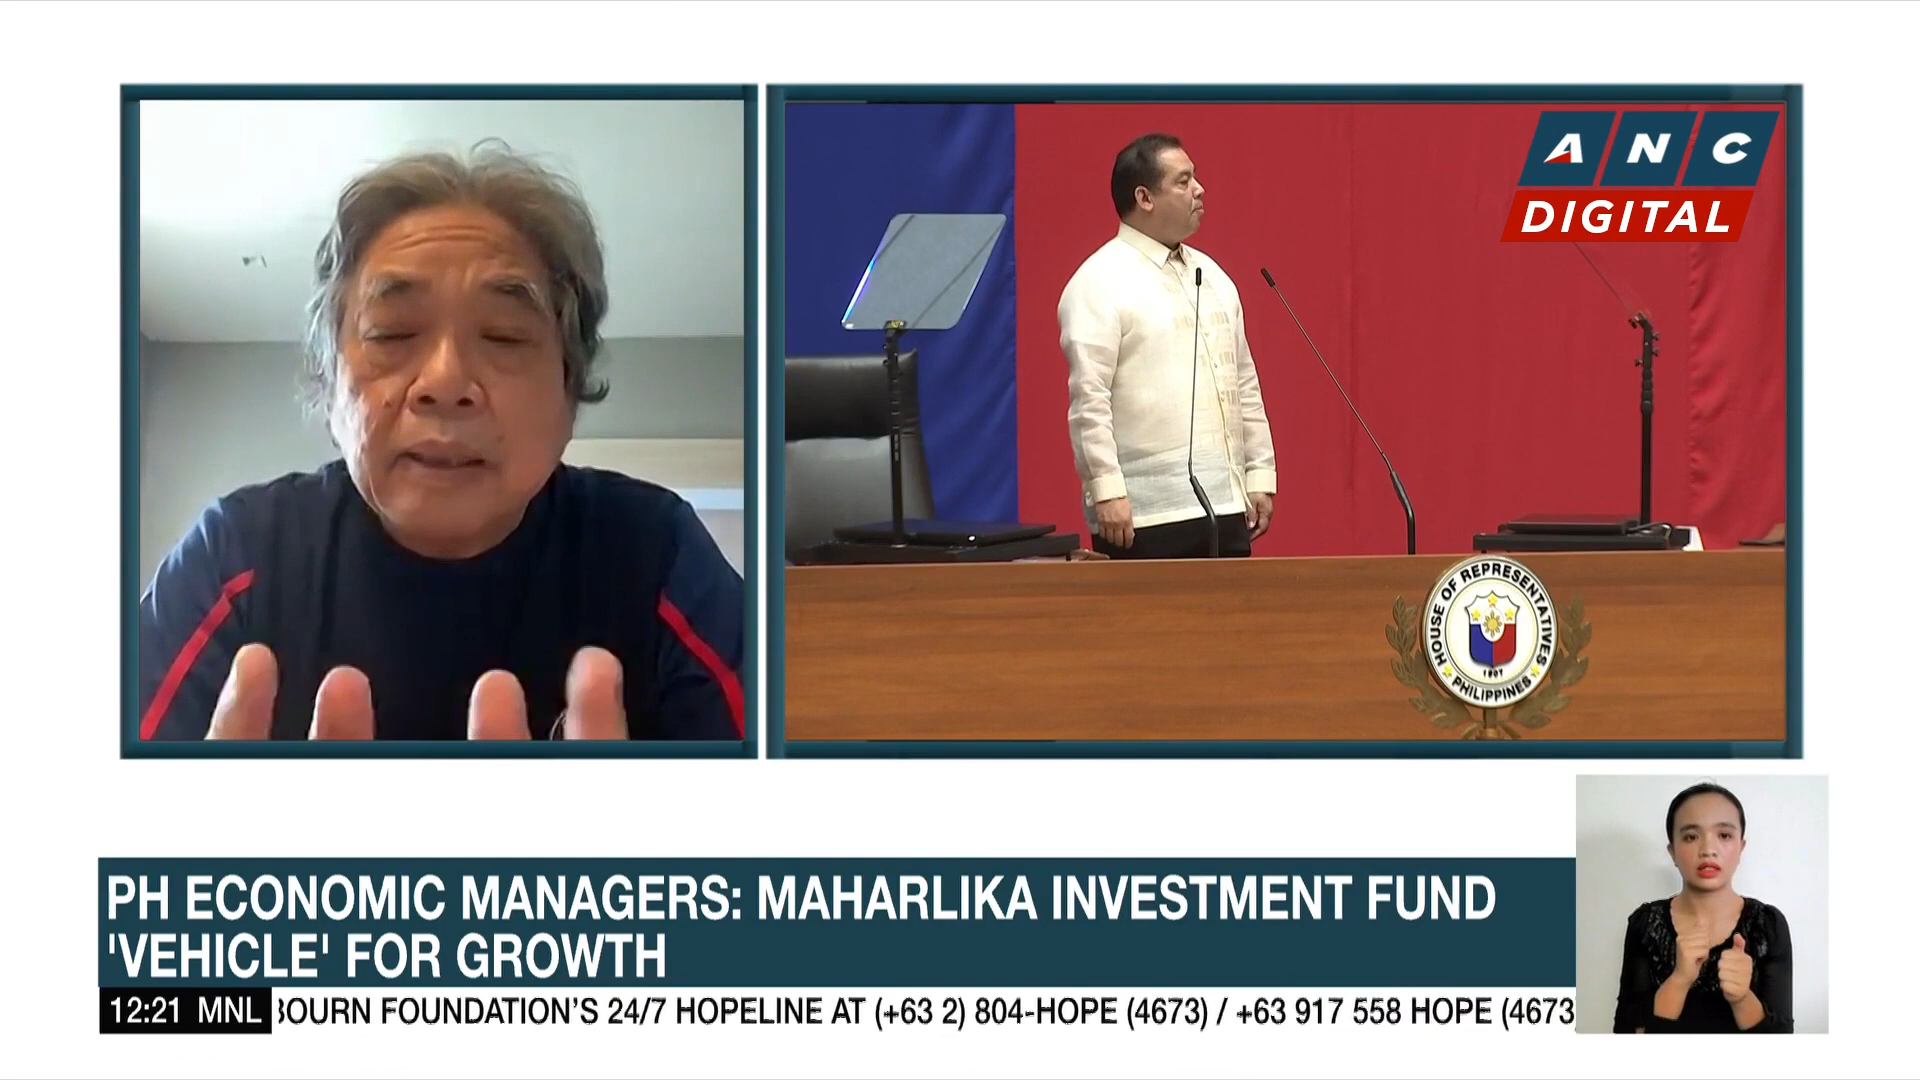 ANC
DIGITAL
HOUSE OF REPRESENTATIVES
1907
PHILIPPINES
PH ECONOMIC MANAGERS: MAHARLIKA INVESTMENT FUND
'VEHICLE' FOR GROWTH
12:21 MNL
BOURN FOUNDATION'S 24/7 HOPELINE AT (+63 2) 804-HOPE (4673) / +63 917 558 HOPE (4673